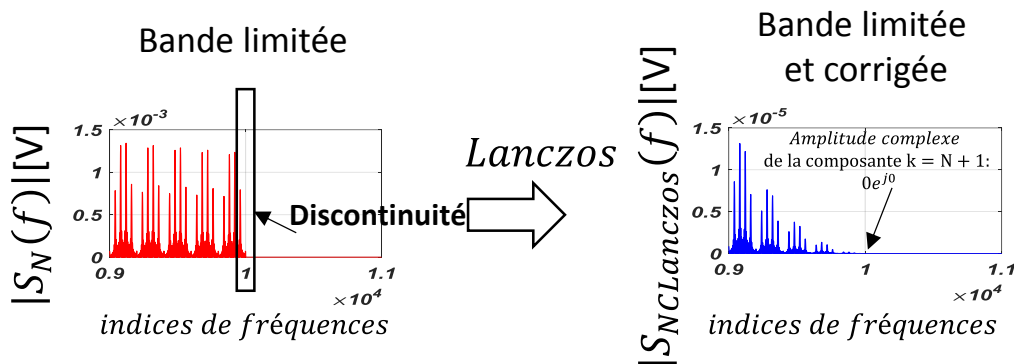 Bande limitée
|S_N(f)|[V]
×10^-3
1.5
1
0.5
0
0.9
1
1.1
×10^4
indices de fréquences
Discontinuité
Lanczos
Bande limitée
et corrigée
|S_NCLanczos(f)|[V]
×10^-5
1.5
1
0.5
0
0.9
1
1.1
×10^4
indices de fréquences
Amplitude complexe
de la composante k = N + 1:
0e^j0